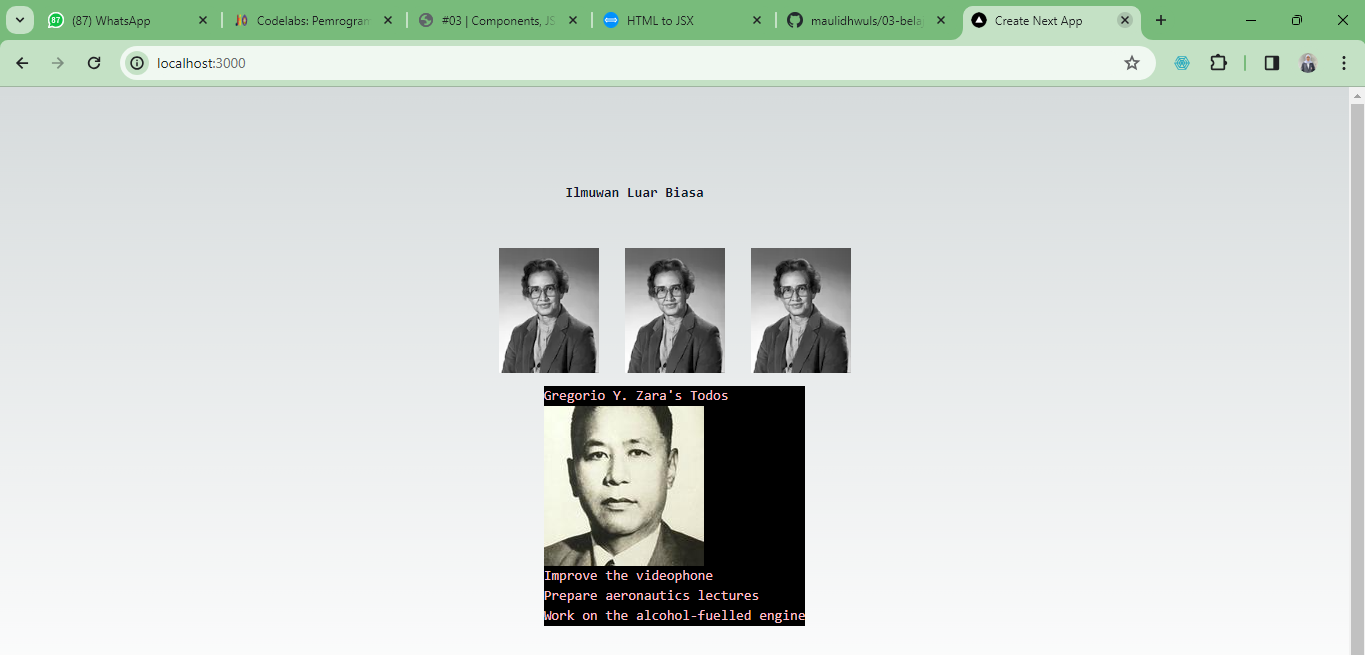 (87) WhatsApp
Codelabs: Pemrogram
#03 | Components, JS
HTML to JSX
maulidhwuls/03-bela
Create Next App
localhost:3000
Ilmuwan Luar Biasa
Gregorio Y. Zara's Todos
Improve the videophone
Prepare aeronautics lectures
Work on the alcohol-fuelled engine